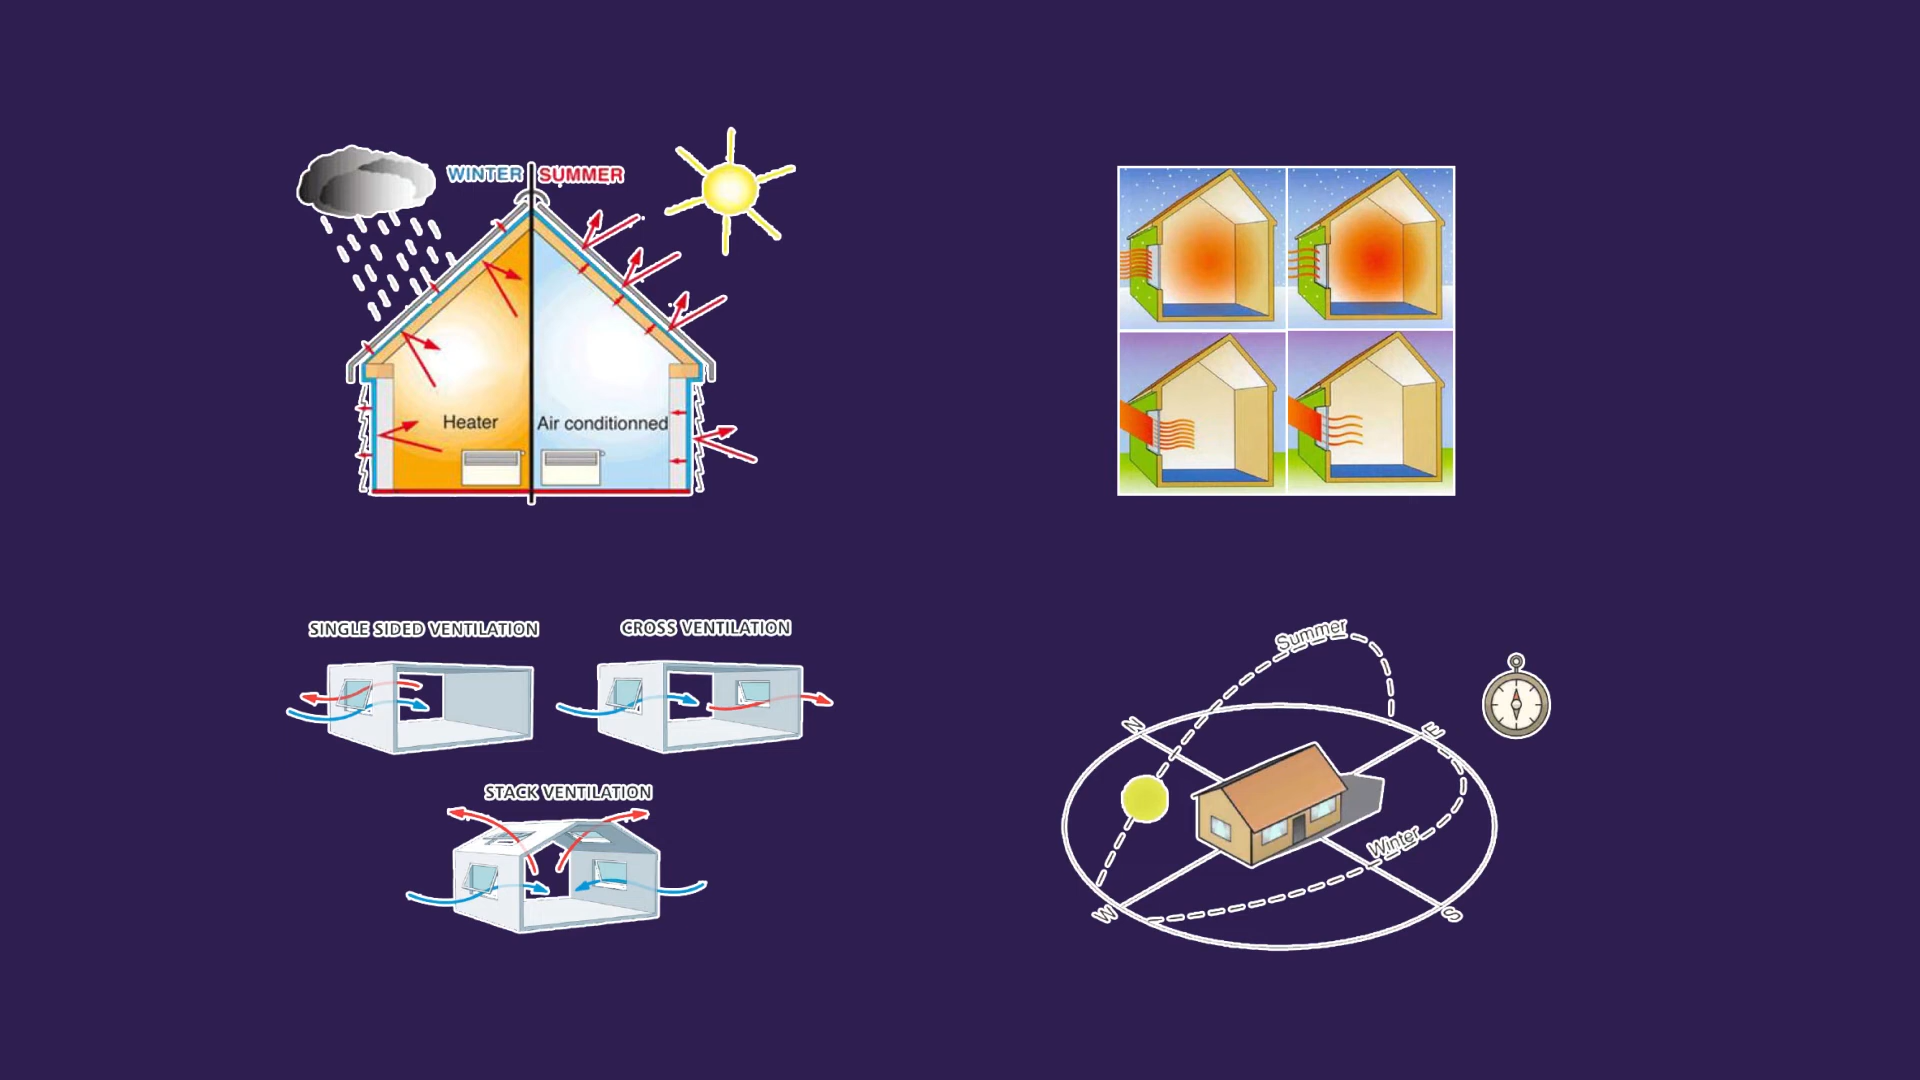 WINTER SUMMER
Heater
Air conditionned
SINGLE SIDED VENTILATION
CROSS VENTILATION
STACK VENTILATION
Summer
N
E
Winter
W
S